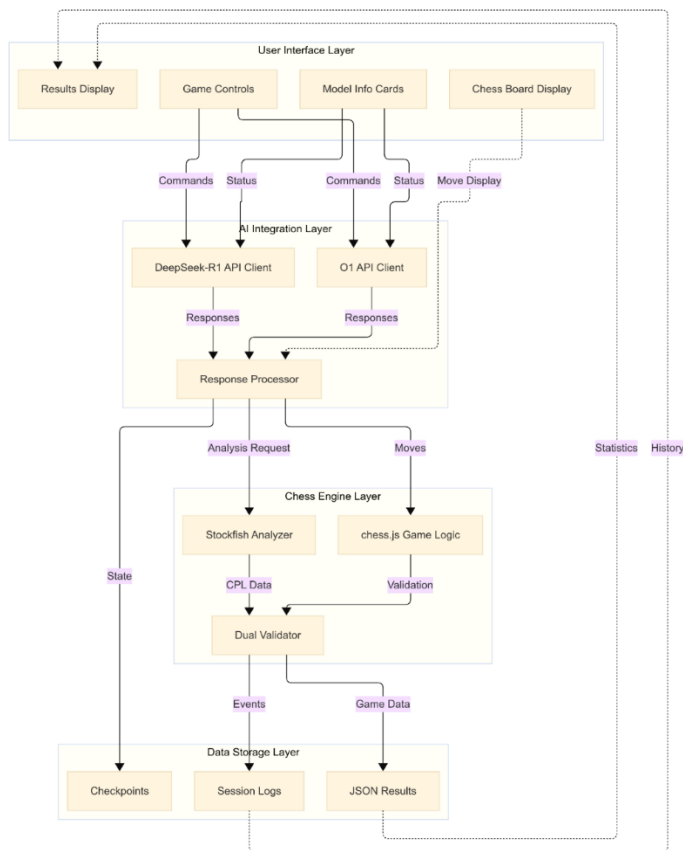 User Interface Layer
Results Display
Game Controls
Model Info Cards
Chess Board Display
Commands
Status
Commands
Status
Move Display
AI Integration Layer
DeepSeek-R1 API Client
O1 API Client
Responses
Responses
Response Processor
Analysis Request
Moves
Statistics
History
Chess Engine Layer
Stockfish Analyzer
chess.js Game Logic
State
CPL Data
Validation
Dual Validator
Events
Game Data
Data Storage Layer
Checkpoints
Session Logs
JSON Results